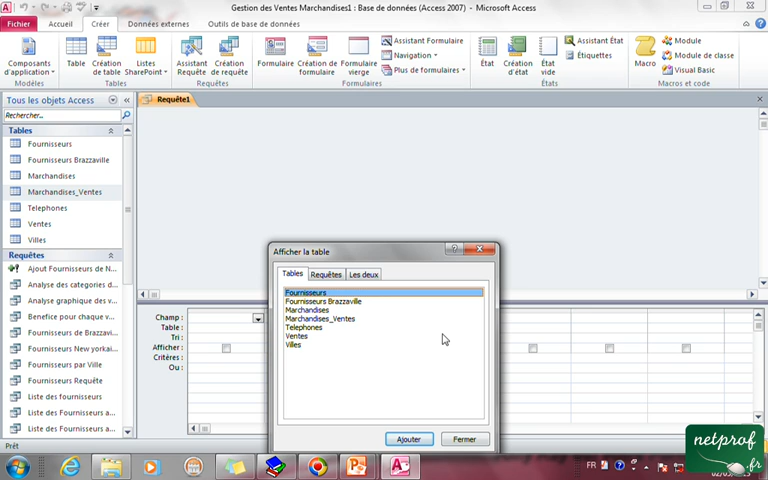 Gestion des Ventes Marchandises1 : Base de données (Access 2007) - Microsoft Access
Fichier Accueil Créer Données externes Outils de base de données
Composants d'application
Modèles
Table
Création de table
Listes SharePoint
Tables
Assistant Requête
Création de requête
Requêtes
Formulaire
Création de formulaire
Formulaire vierge
Assistant Formulaire
Navigation
Plus de formulaires
Formulaires
État
Création d'état
État vide
Assistant État
Étiquettes
États
Macro
Module
Module de classe
Visual Basic
Macros et code
Tous les objets Access
Rechercher...
Tables
Fournisseurs
Fournisseurs Brazzaville
Marchandises
Marchandises_Ventes
Telephones
Ventes
Villes
Requêtes
Ajout Fournisseurs de N...
Analyse des categories d...
Analyse graphique des v...
Benefice pour chaque v...
Fournisseurs de Brazzavi...
Fournisseurs New yorkai...
Fournisseurs par Ville
Fournisseurs Requête
Liste des fournisseurs
Liste des Fournisseurs a...
Liste des Fournisseurs a...
Requête1
Afficher la table
Tables Requêtes Les deux
Fournisseurs
Fournisseurs Brazzaville
Marchandises
Marchandises_Ventes
Telephones
Ventes
Villes
Ajouter Fermer
Champ :
Table :
Tri :
Afficher :
Critères :
Ou :
Prêt
FR
netprof
.fr